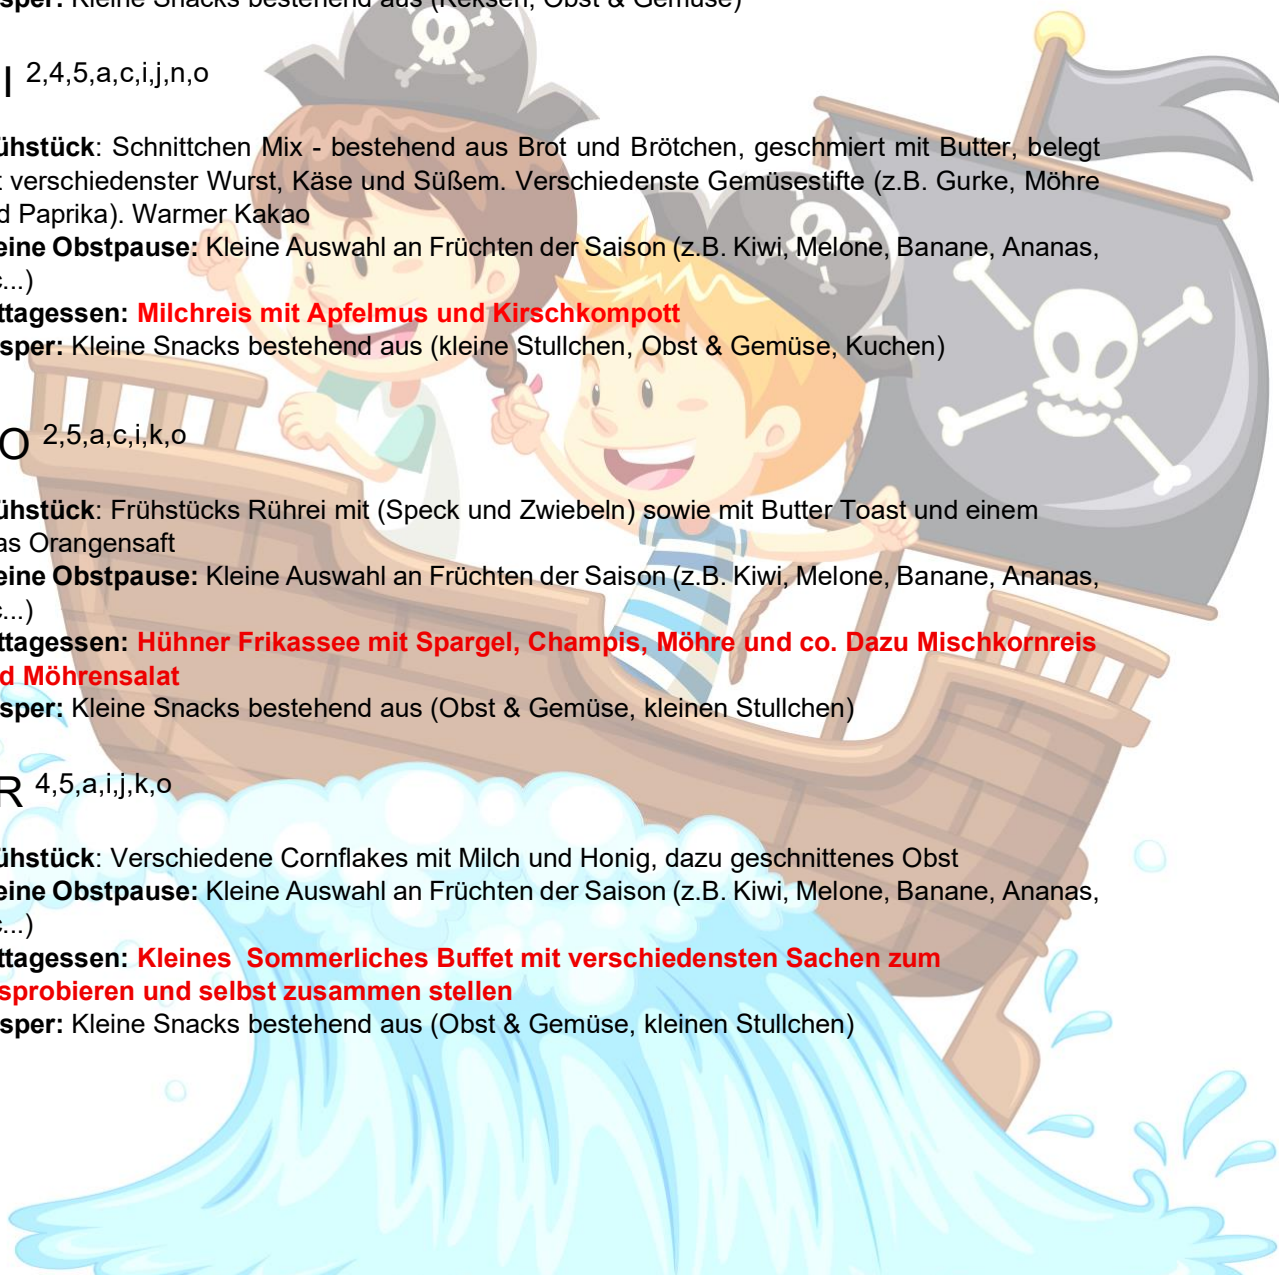 sper: Kleine Snacks bestehend aus (Keksen, Obst & Gemüse)
I 2,4,5,a,c,i,j,n,o
ühstück: Schnittchen Mix - bestehend aus Brot und Brötchen, geschmiert mit Butter, belegt
t verschiedenster Wurst, Käse und Süßem. Verschiedenste Gemüsestifte (z.B. Gurke, Möhre
d Paprika). Warmer Kakao
eine Obstpause: Kleine Auswahl an Früchten der Saison (z.B. Kiwi, Melone, Banane, Ananas,
c...)
ttagessen: Milchreis mit Apfelmus und Kirschkompott
sper: Kleine Snacks bestehend aus (kleine Stullchen, Obst & Gemüse, Kuchen)
O 2,5,a,c,i,k,o
ühstück: Frühstücks Rührei mit (Speck und Zwiebeln) sowie mit Butter Toast und einem
as Orangensaft
eine Obstpause: Kleine Auswahl an Früchten der Saison (z.B. Kiwi, Melone, Banane, Ananas,
c...)
ttagessen: Hühner Frikassee mit Spargel, Champis, Möhre und co. Dazu Mischkornreis
d Möhrensalat
sper: Kleine Snacks bestehend aus (Obst & Gemüse, kleinen Stullchen)
R 4,5,a,i,j,k,o
ühstück: Verschiedene Cornflakes mit Milch und Honig, dazu geschnittenes Obst
eine Obstpause: Kleine Auswahl an Früchten der Saison (z.B. Kiwi, Melone, Banane, Ananas,
c...)
ttagessen: Kleines  Sommerliches Buffet mit verschiedensten Sachen zum
sprobieren und selbst zusammen stellen
sper: Kleine Snacks bestehend aus (Obst & Gemüse, kleinen Stullchen)